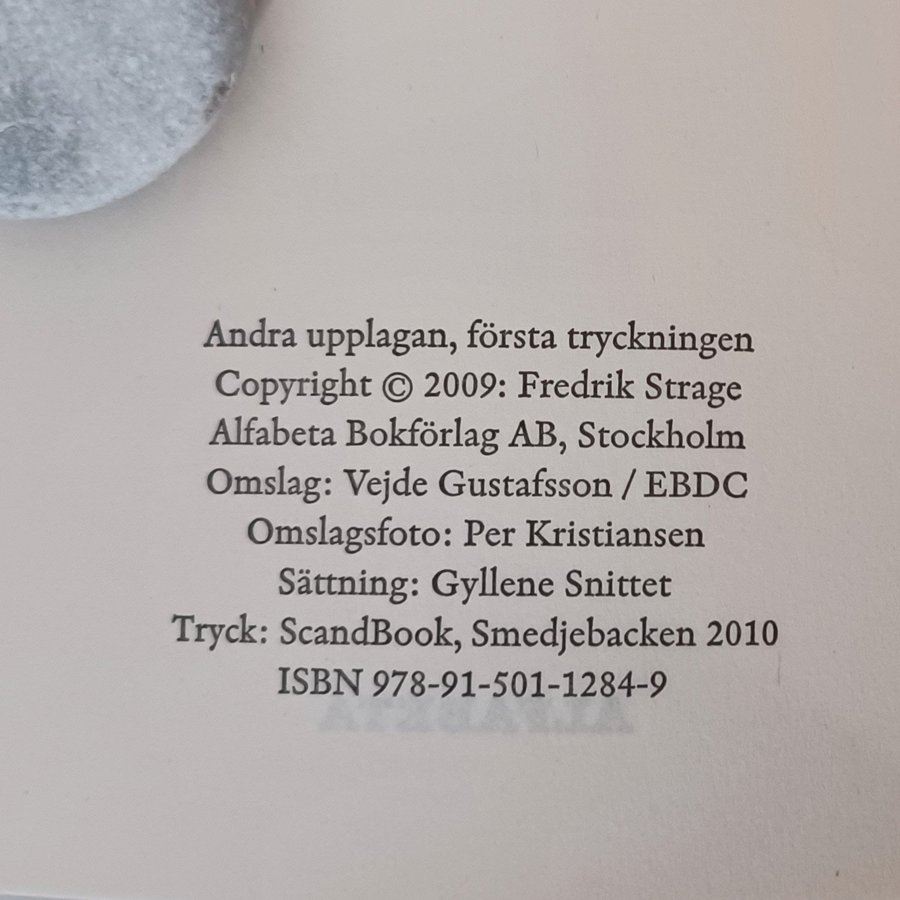 Andra upplagan, första tryckningen
Copyright © 2009: Fredrik Strage
Alfabeta Bokförlag AB, Stockholm
Omslag: Vejde Gustafsson / EBDC
Omslagsfoto: Per Kristiansen
Sättning: Gyllene Snittet
Tryck: ScandBook, Smedjebacken 2010
ISBN 978-91-501-1284-9
ALFABETA